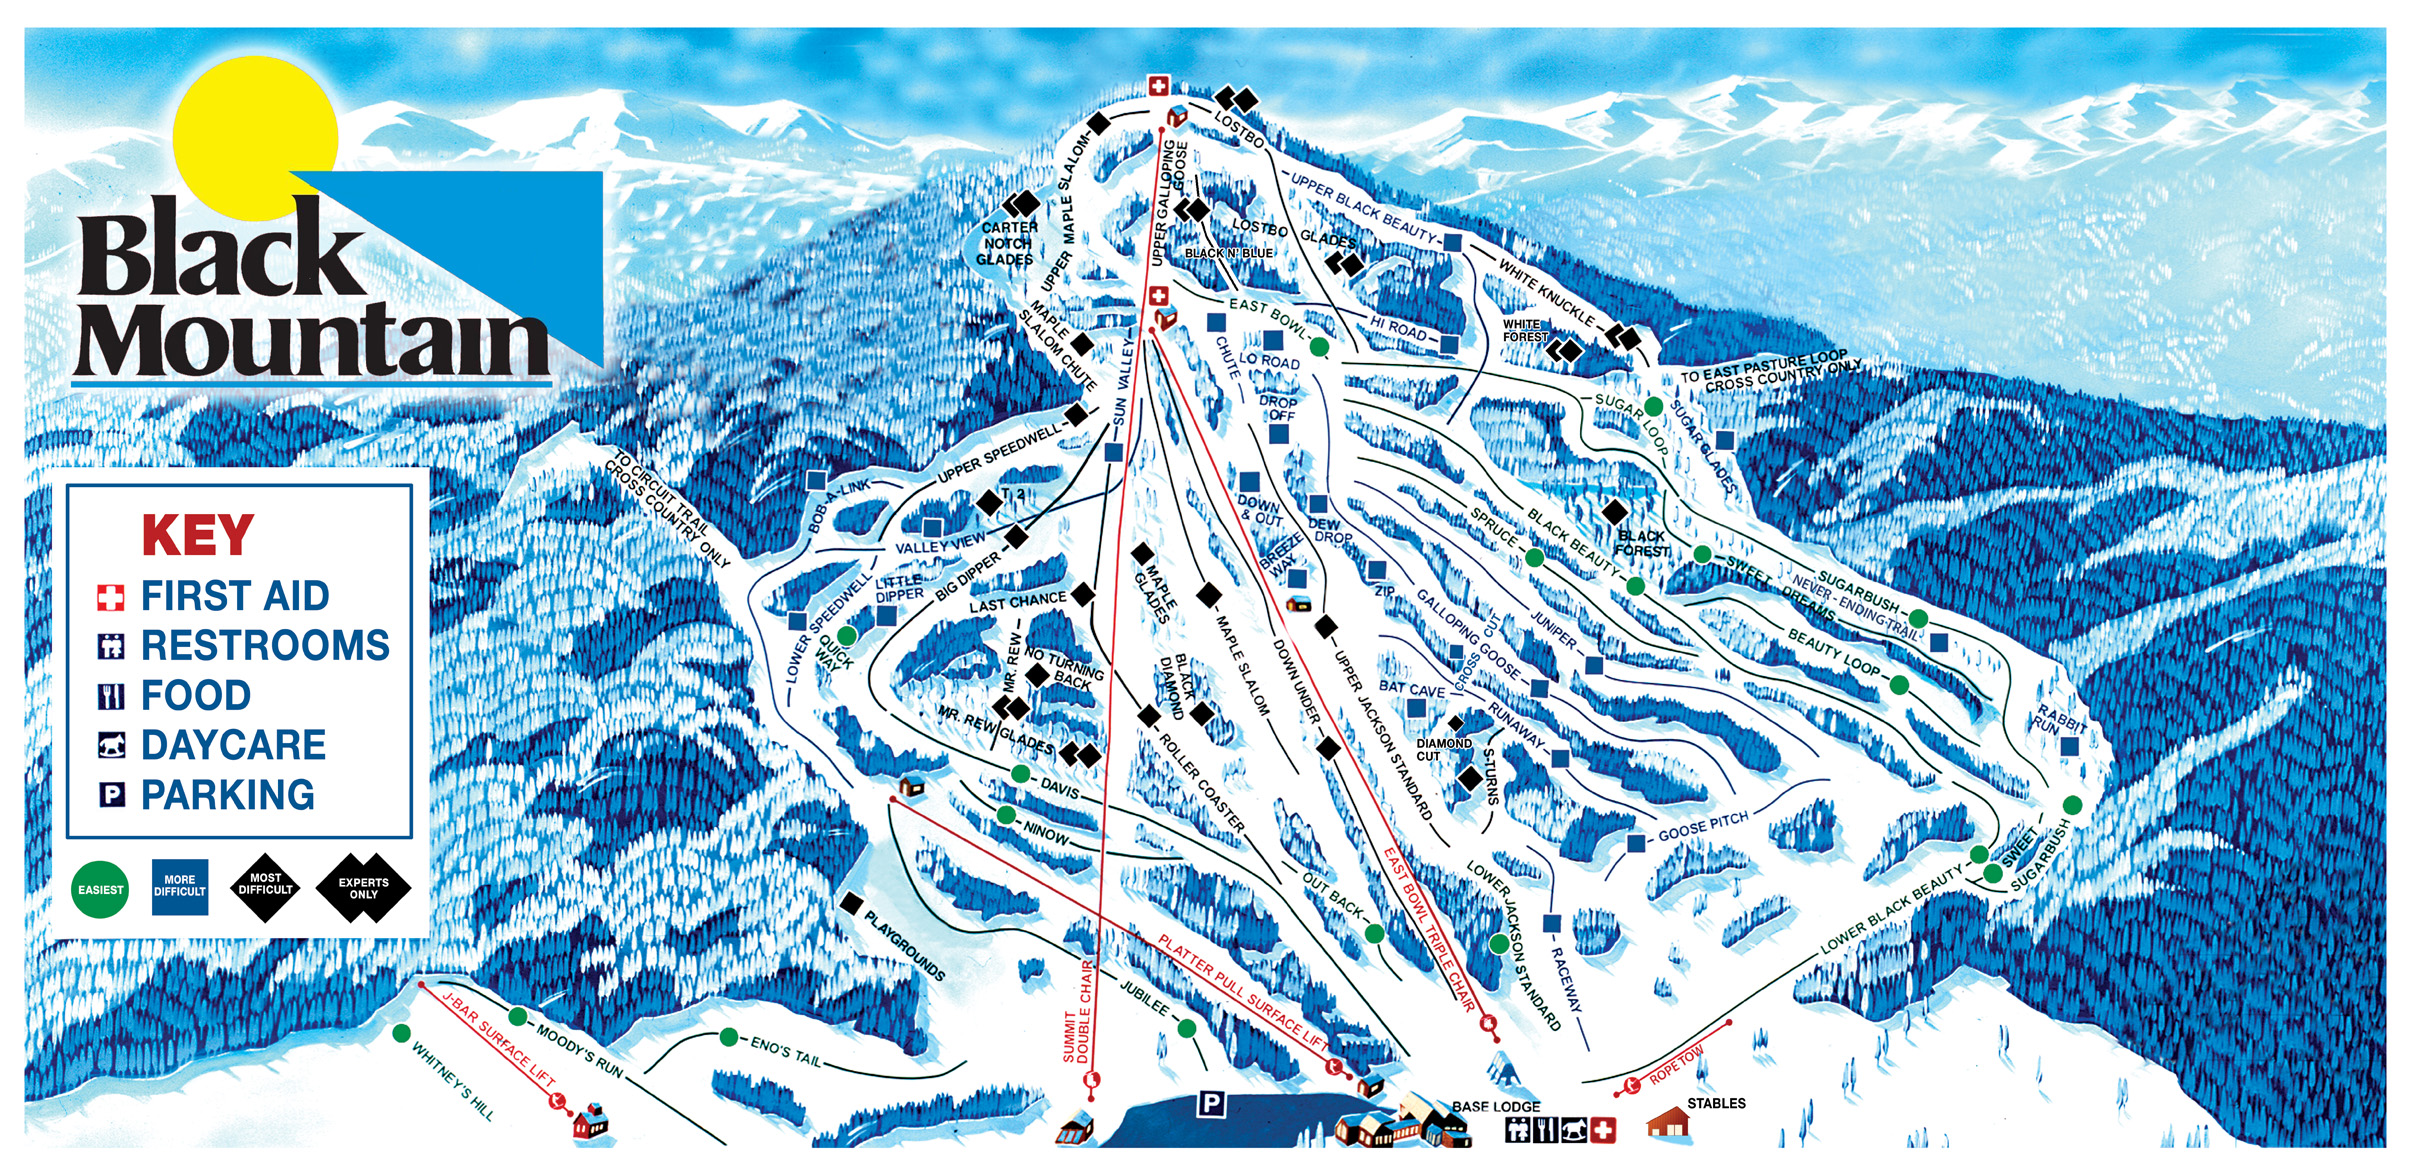 Black
Mountain
KEY
FIRST AID
RESTROOMS
FOOD
DAYCARE
P PARKING
EASIEST
MORE
DIFFICULT
MOST
DIFFICULT
EXPERTS
ONLY
LOSTBO
UPPER MAPLE SLALOM
UPPER GALLOPING
GOOSE
CARTER
NOTCH
GLADES
LOSTBO GLADES
BLACK N' BLUE
UPPER BLACK BEAUTY
WHITE KNUCKLE
MAPLE
SLALOM CHUTE
EAST BOWL
HI ROAD
WHITE
FOREST
CHUTE
LO ROAD
TO EAST PASTURE LOOP
CROSS COUNTRY ONLY
SUN VALLEY
DROP
OFF
SUGAR LOOP
SUGAR GLADES
TO CIRCUIT TRAIL
CROSS COUNTRY ONLY
BOB-A-LINK
UPPER SPEEDWELL
T. 2
VALLEY VIEW
BIG DIPPER
LITTLE
DIPPER
LOWER SPEEDWELL
QUICK
WAY
LAST CHANCE
MAPLE
GLADES
DOWN
& OUT
DEW
DROP
BREEZE
WAY
SPRUCE
BLACK BEAUTY
BLACK
FOREST
SWEET DREAMS
SUGARBUSH
NEVER-ENDING-TRAIL
ZIP
GALLOPING GOOSE
CROSS CUT
JUNIPER
BEAUTY LOOP
MR. REW
NO TURNING
BACK
MR. REW GLADES
BLACK
DIAMOND
MAPLE SLALOM
DOWN UNDER
UPPER JACKSON STANDARD
BAT CAVE
RUNAWAY
DIAMOND
CUT
S-TURNS
RABBIT
RUN
DAVIS
NINOW
ROLLER COASTER
GOOSE PITCH
OUT BACK
EAST BOWL TRIPLE CHAIR
LOWER JACKSON STANDARD
RACEWAY
LOWER BLACK BEAUTY
SWEET
SUGARBUSH
PLAYGROUNDS
PLATTER PULL SURFACE LIFT
JUBILEE
SUMMIT
DOUBLE CHAIR
J-BAR SURFACE LIFT
MOODY'S RUN
ENO'S TAIL
WHITNEY'S HILL
ROPETOW
P
BASE LODGE
STABLES